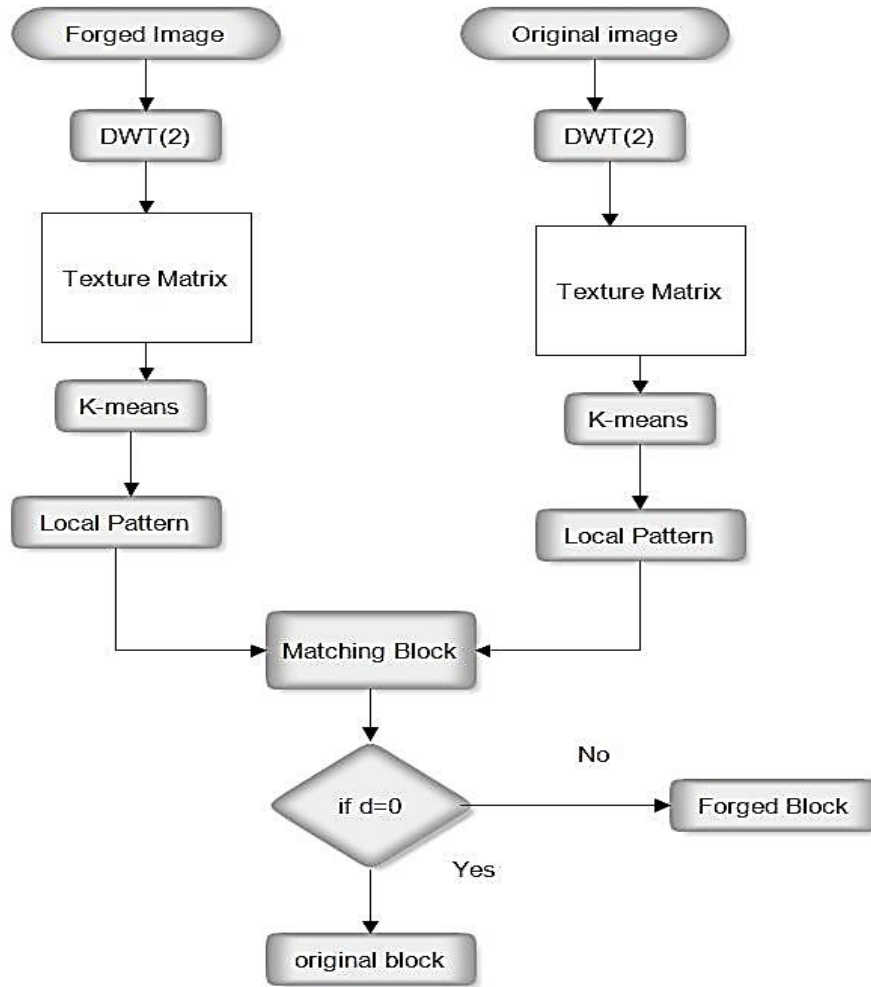 Forged Image
Original image
DWT(2)
DWT(2)
Texture Matrix
Texture Matrix
K-means
K-means
Local Pattern
Local Pattern
Matching Block
if d=0
No
Forged Block
Yes
original block